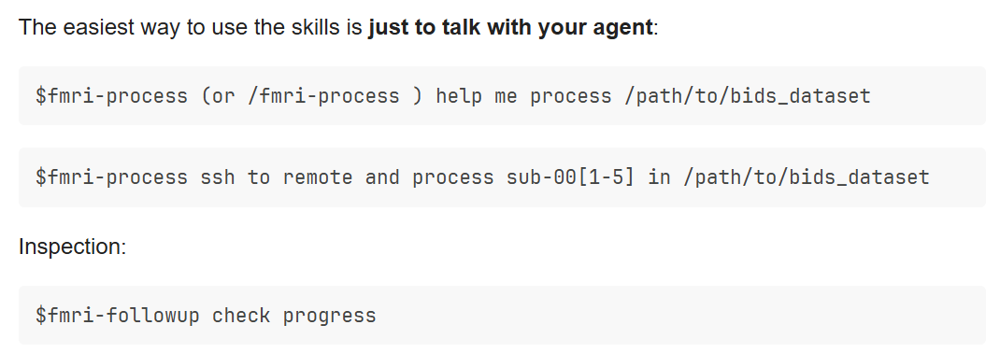 The easiest way to use the skills is just to talk with your agent:
$fmri-process (or /fmri-process ) help me process /path/to/bids_dataset
$fmri-process ssh to remote and process sub-00[1-5] in /path/to/bids_dataset
Inspection:
$fmri-followup check progress